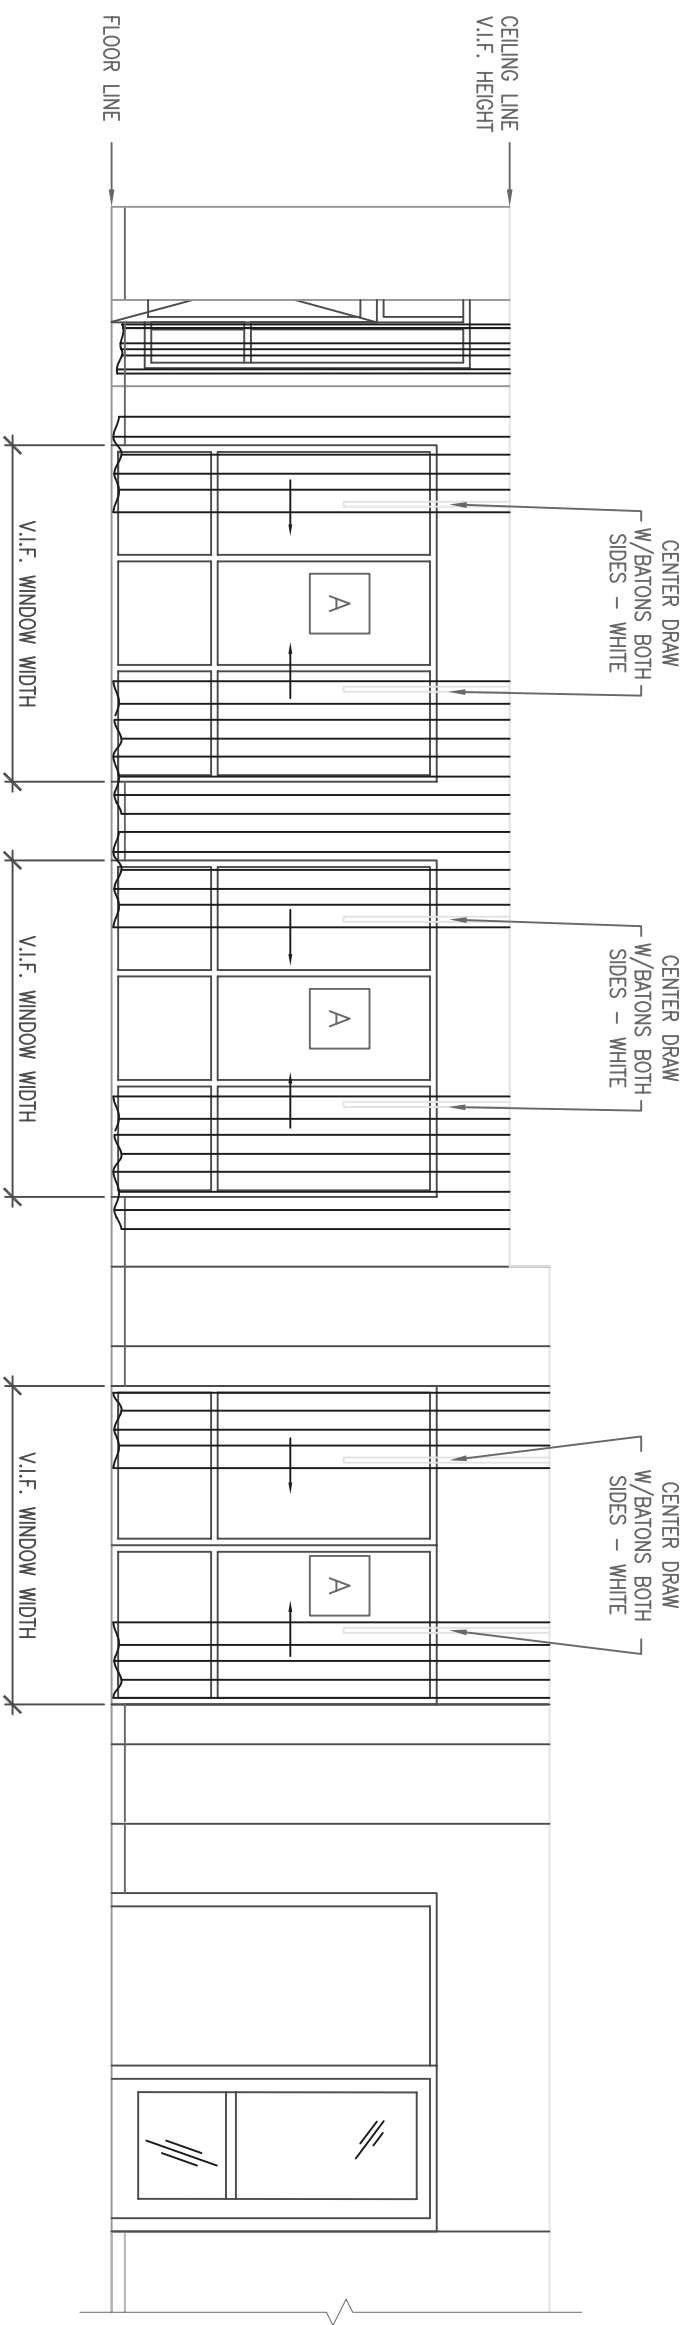 CEILING LINE
V.I.F. HEIGHT
FLOOR LINE
CENTER DRAW
W/BATONS BOTH
SIDES - WHITE
CENTER DRAW
W/BATONS BOTH
SIDES - WHITE
CENTER DRAW
W/BATONS BOTH
SIDES - WHITE
A
A
A
V.I.F. WINDOW WIDTH
V.I.F. WINDOW WIDTH
V.I.F. WINDOW WIDTH